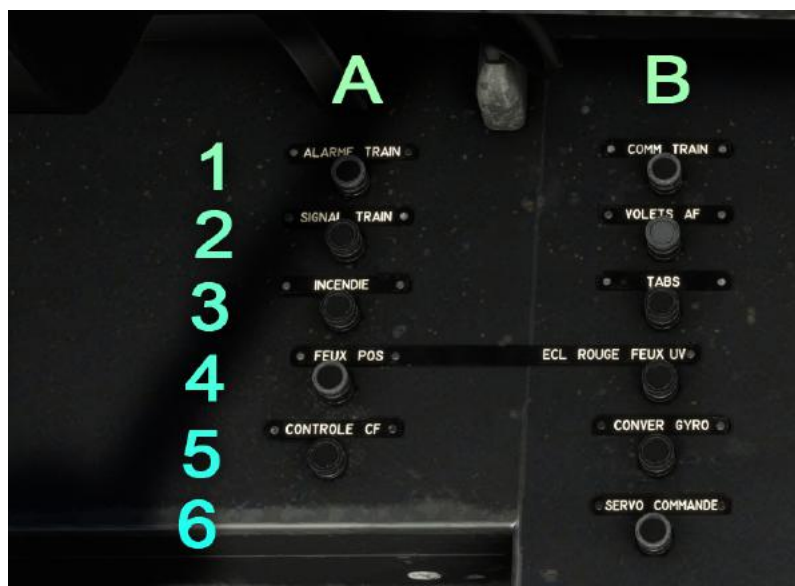 A B
1 ALARME TRAIN COMM TRAIN
2 SIGNAL TRAIN VOLETS AF
3 INCENDIE TABS
4 FEUX POS ECL ROUGE FEUX UV
5 CONTROLE CF CONVER GYRO
6 SERVO COMMANDE